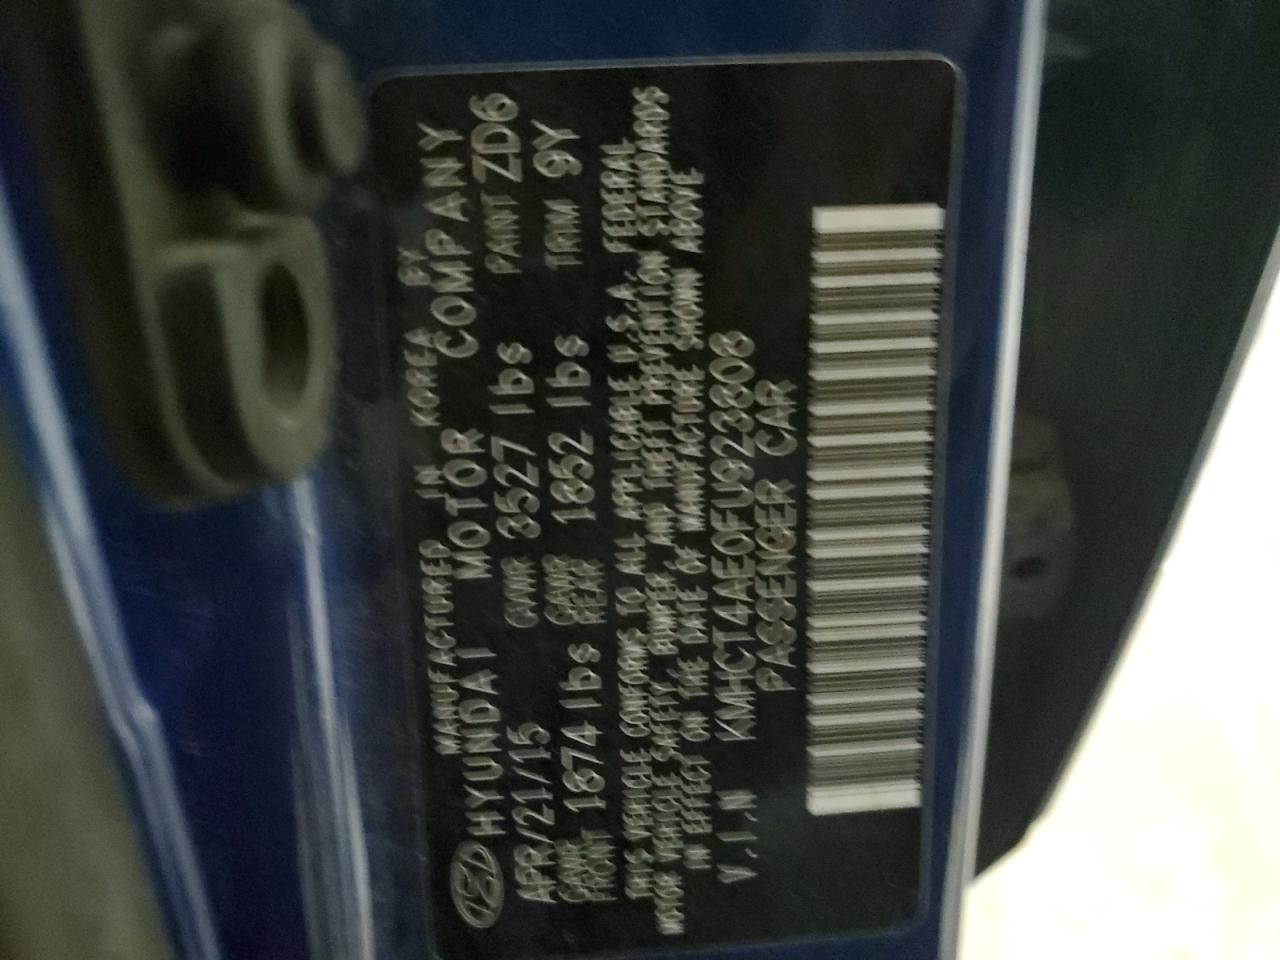 MANUFACTURED IN KOREA BY
HYUNDAI MOTOR COMPANY
APR/21/15 GVWR 3527 lbs PAINT ZD6
GAWR FRONT 1874 lbs GAWR REAR 1852 lbs TRIM 9Y
THIS VEHICLE CONFORMS TO ALL APPLICABLE U.S.A. FEDERAL
MOTOR VEHICLE SAFETY, BUMPER, AND THEFT PREVENTION STANDARDS
IN EFFECT ON THE DATE OF MANUFACTURE SHOWN ABOVE
V.I.N KMHCT4AE0FU923808
PASSENGER CAR